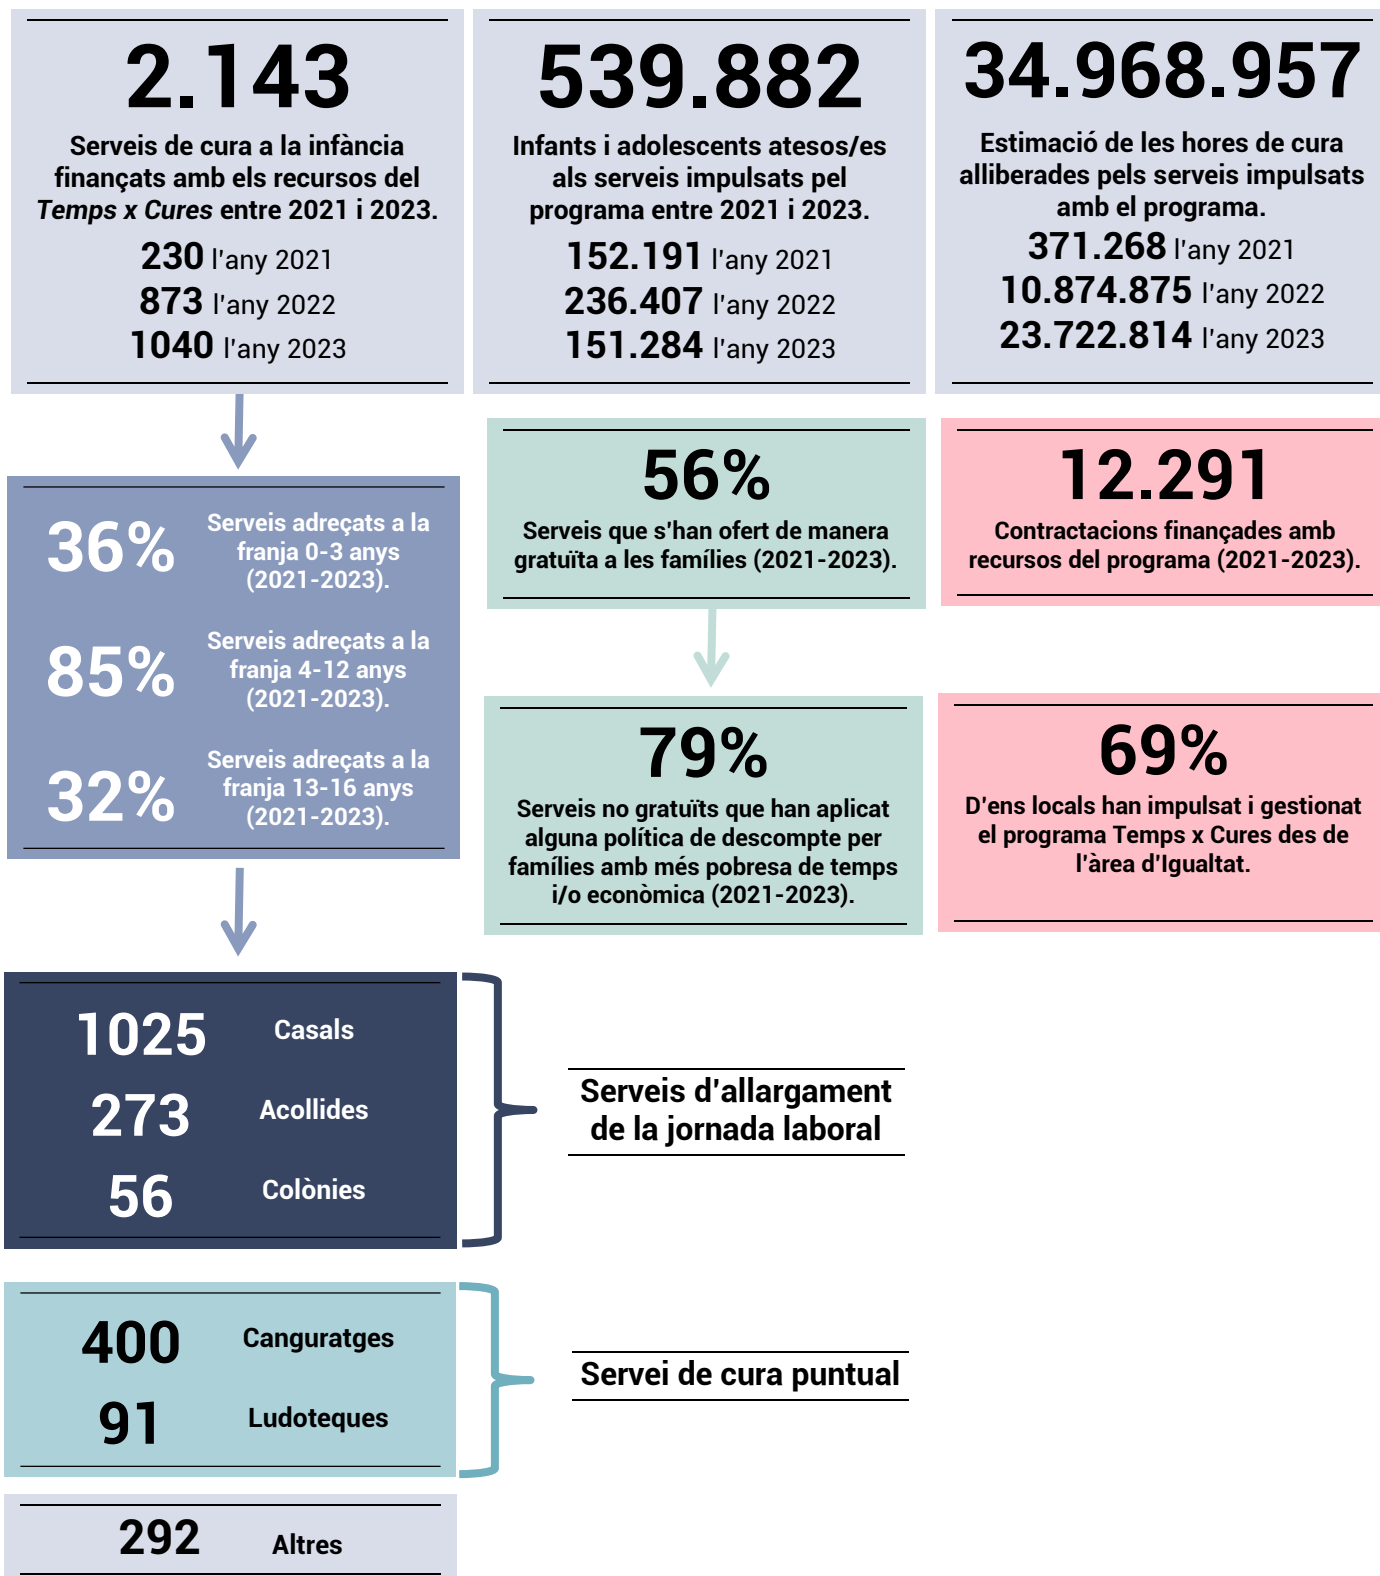 2.143
Serveis de cura a la infància
finançats amb els recursos del
Temps x Cures entre 2021 i 2023.
230 l'any 2021
873 l'any 2022
1040 l'any 2023
539.882
Infants i adolescents atesos/es
als serveis impulsats pel
programa entre 2021 i 2023.
152.191 l'any 2021
236.407 l'any 2022
151.284 l'any 2023
34.968.957
Estimació de les hores de cura
alliberades pels serveis impulsats
amb el programa.
371.268 l'any 2021
10.874.875 l'any 2022
23.722.814 l'any 2023
36%
Serveis adreçats a la
franja 0-3 anys
(2021-2023).
85%
Serveis adreçats a la
franja 4-12 anys
(2021-2023).
32%
Serveis adreçats a la
franja 13-16 anys
(2021-2023).
56%
Serveis que s'han ofert de manera
gratuïta a les famílies (2021-2023).
12.291
Contractacions finançades amb
recursos del programa (2021-2023).
79%
Serveis no gratuïts que han aplicat
alguna política de descompte per
famílies amb més pobresa de temps
i/o econòmica (2021-2023).
69%
D'ens locals han impulsat i gestionat
el programa Temps x Cures des de
l'àrea d'Igualtat.
1025 Casals
273 Acollides
56 Colònies
Serveis d'allargament
de la jornada laboral
400 Canguratges
91 Ludoteques
Servei de cura puntual
292 Altres